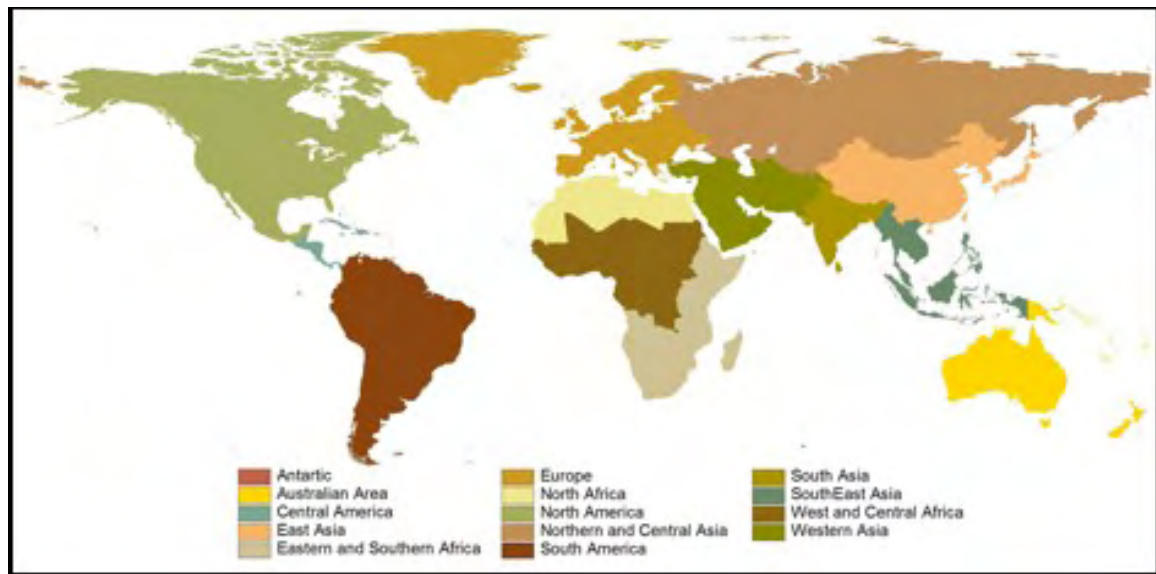 Antartic
Australian Area
Central America
East Asia
Eastern and Southern Africa
Europe
North Africa
North America
Northern and Central Asia
South America
South Asia
SouthEast Asia
West and Central Africa
Western Asia